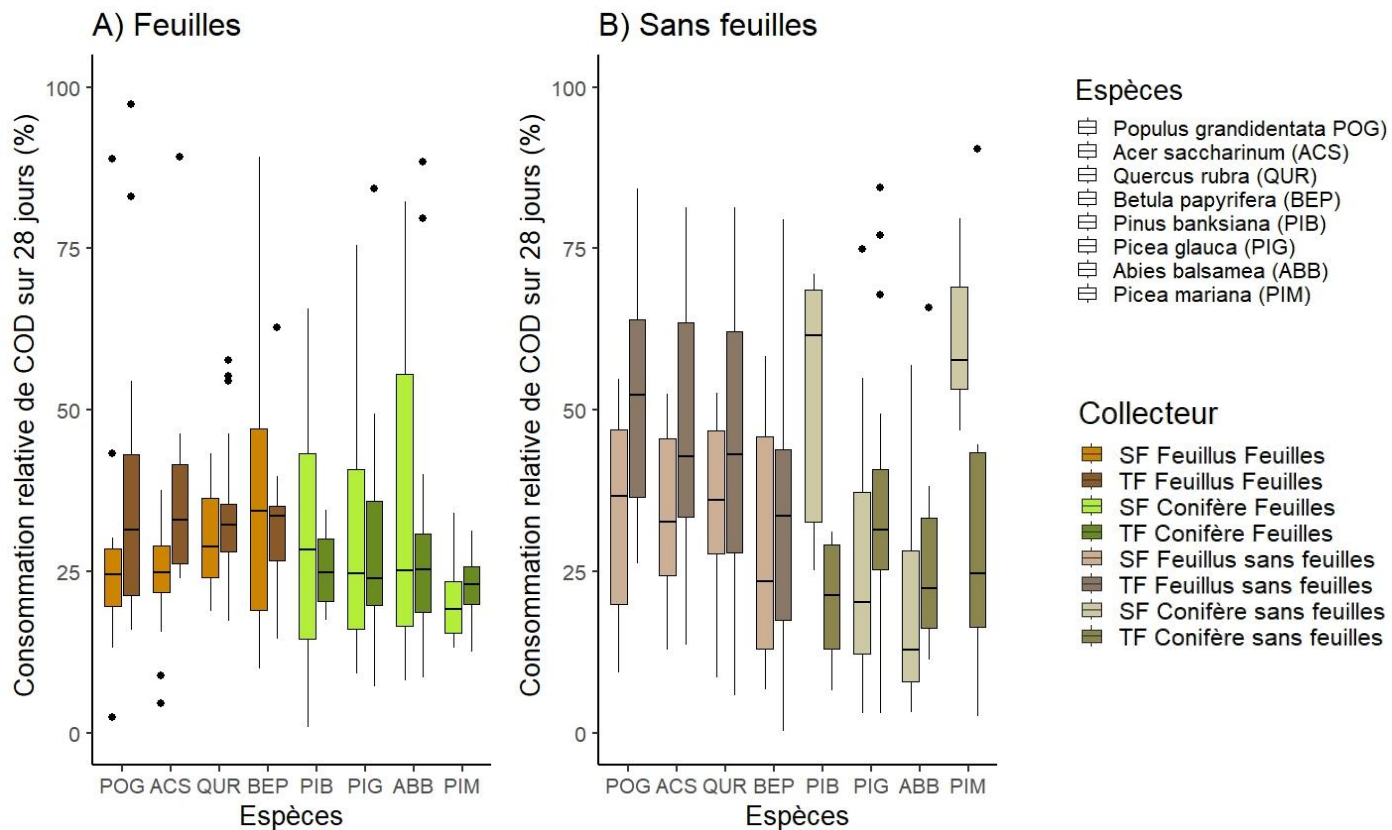 A) Feuilles
Consommation relative de COD sur 28 jours (%)
100
75
50
25
0
POG ACS QUR BEP PIB PIG ABB PIM
Espèces
B) Sans feuilles
Consommation relative de COD sur 28 jours (%)
100
75
50
25
0
POG ACS QUR BEP PIB PIG ABB PIM
Espèces
Espèces
Populus grandidentata POG)
Acer saccharinum (ACS)
Quercus rubra (QUR)
Betula papyrifera (BEP)
Pinus banksiana (PIB)
Picea glauca (PIG)
Abies balsamea (ABB)
Picea mariana (PIM)
Collecteur
SF Feuillus Feuilles
TF Feuillus Feuilles
SF Conifère Feuilles
TF Conifère Feuilles
SF Feuillus sans feuilles
TF Feuillus sans feuilles
SF Conifère sans feuilles
TF Conifère sans feuilles